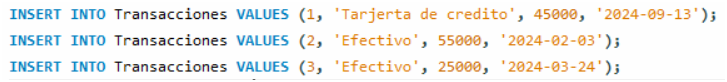 INSERT INTO Transacciones VALUES (1, 'Tarjerta de credito', 45000, '2024-09-13');
INSERT INTO Transacciones VALUES (2, 'Efectivo', 55000, '2024-02-03');
INSERT INTO Transacciones VALUES (3, 'Efectivo', 25000, '2024-03-24');